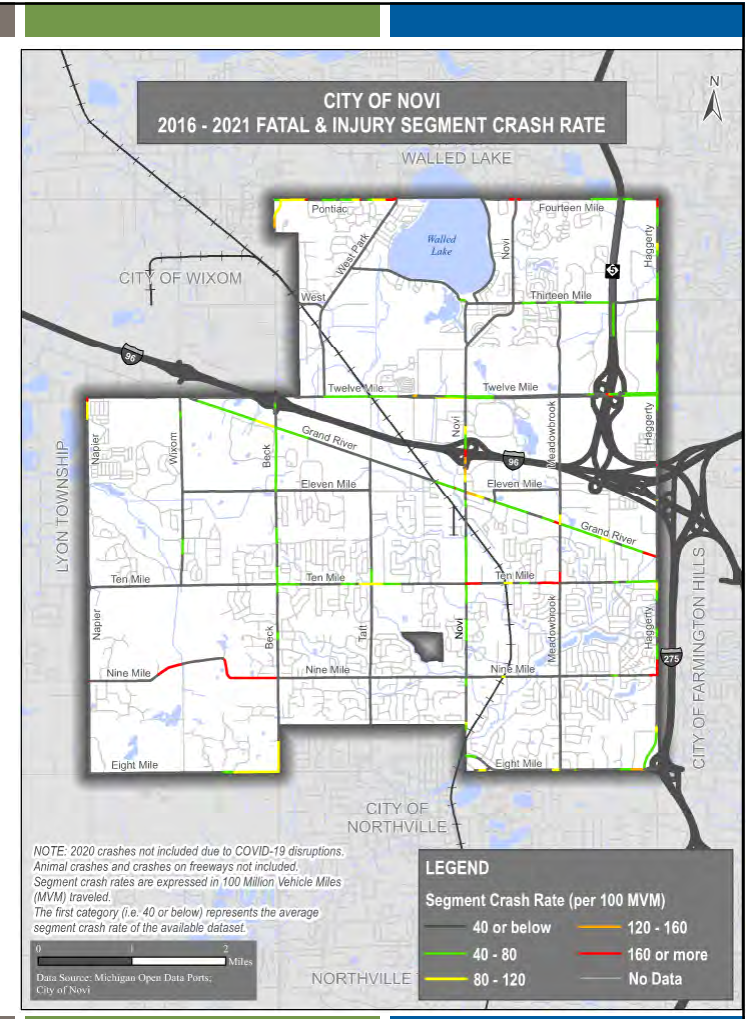 CITY OF NOVI
2016 - 2021 FATAL & INJURY SEGMENT CRASH RATE
N
WALLED LAKE
Pontiac
Fourteen Mile
West Park
Walled
Lake
Novi
Haggerty
5
CITY OF WIXOM
West
Thirteen Mile
96
Twelve Mile
Twelve Mile
Napier
Wixom
Beck
Grand River
Novi
Meadowbrook
Haggerty
96
Eleven Mile
Eleven Mile
LYON TOWNSHIP
Grand River
Ten Mile
Ten Mile
Ten Mile
CITY OF FARMINGTON HILLS
Napier
Beck
Taft
Novi
Meadowbrook
Haggerty
275
Nine Mile
Nine Mile
Nine Mile
Eight Mile
Eight Mile
CITY OF
NORTHVILLE
NOTE: 2020 crashes not included due to COVID-19 disruptions.
Animal crashes and crashes on freeways not included.
Segment crash rates are expressed in 100 Million Vehicle Miles
(MVM) traveled.
The first category (i.e. 40 or below) represents the average
segment crash rate of the available dataset.
0 1 2
Miles
Data Source: Michigan Open Data Ports;
City of Novi
NORTHVILLE
LEGEND
Segment Crash Rate (per 100 MVM)
40 or below
40 - 80
80 - 120
120 - 160
160 or more
No Data